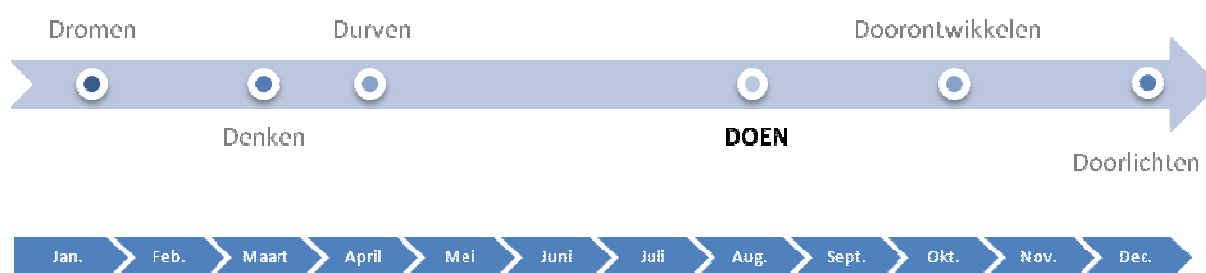 Dromen Durven Doorontwikkelen
Denken DOEN
Doorlichten
Jan. Feb. Maart April Mei Juni Juli Aug. Sept. Okt. Nov. Dec.